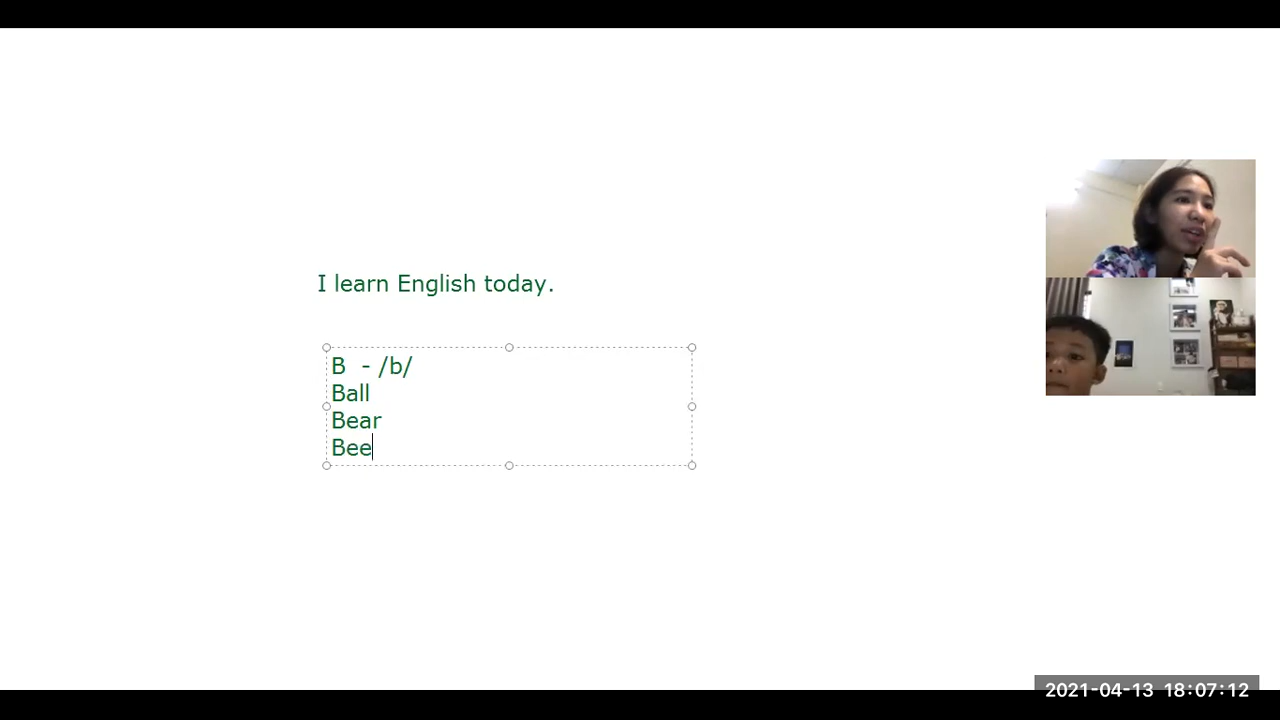 I learn English today.
B - /b/
Ball
Bear
Bee
2021-04-13 18:07:12